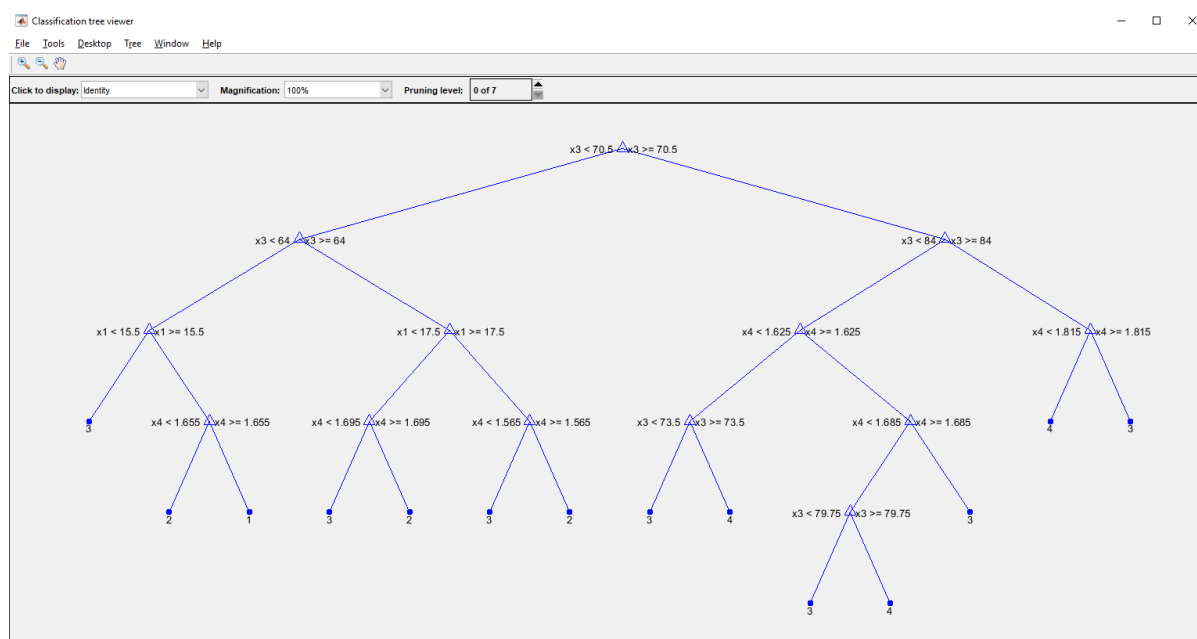 Classification tree viewer
File Tools Desktop Tree Window Help
Click to display: Identity Magnification: 100% Pruning level: 0 of 7
x3 < 70.5 x3 >= 70.5
x3 < 64 x3 >= 64 x3 < 84 x3 >= 84
x1 < 15.5 x1 >= 15.5 x1 < 17.5 x1 >= 17.5 x4 < 1.625 x4 >= 1.625 x4 < 1.815 x4 >= 1.815
3 x4 < 1.655 x4 >= 1.655 x4 < 1.695 x4 >= 1.695 x4 < 1.565 x4 >= 1.565 x3 < 73.5 x3 >= 73.5 x4 < 1.685 x4 >= 1.685 4 3
2 1 3 2 3 2 3 4 x3 < 79.75 x3 >= 79.75 3
3 4